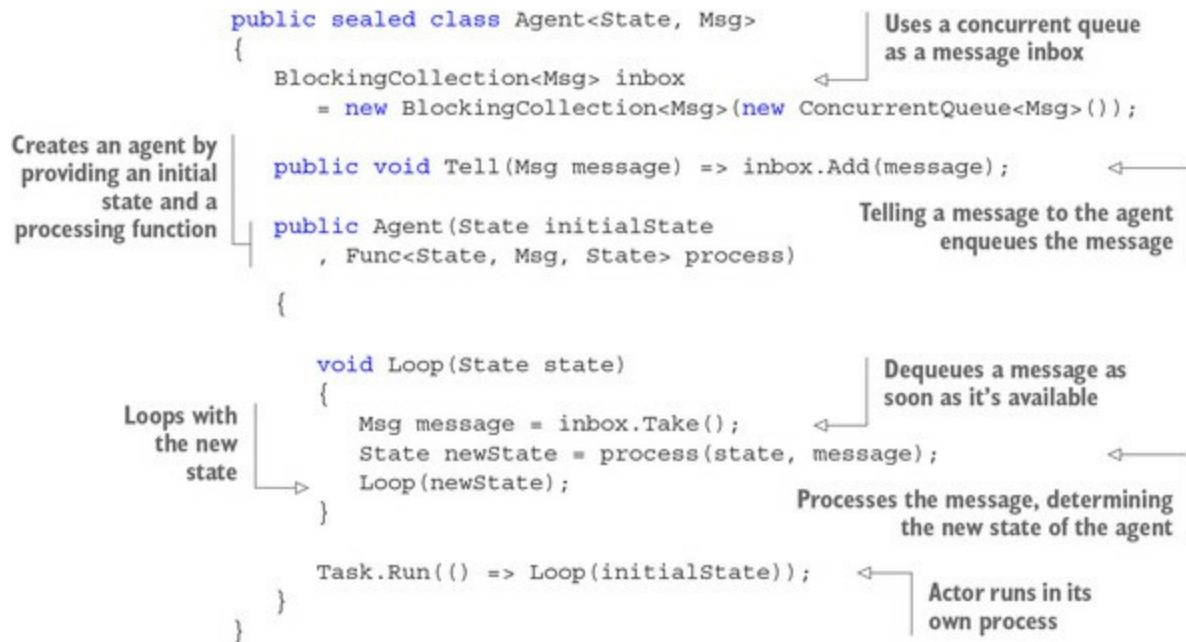 public sealed class Agent<State, Msg>
{
Uses a concurrent queue
as a message inbox
BlockingCollection<Msg> inbox
= new BlockingCollection<Msg>(new ConcurrentQueue<Msg>());
Creates an agent by
providing an initial
state and a
processing function
public void Tell(Msg message) => inbox.Add(message);
Telling a message to the agent
enqueues the message
public Agent(State initialState
, Func<State, Msg, State> process)
{
void Loop(State state)
{
Dequeues a message as
soon as it's available
Msg message = inbox.Take();
State newState = process(state, message);
Loops with
the new
state
Loop(newState);
}
Processes the message, determining
the new state of the agent
Task.Run(() => Loop(initialState));
}
Actor runs in its
own process
}